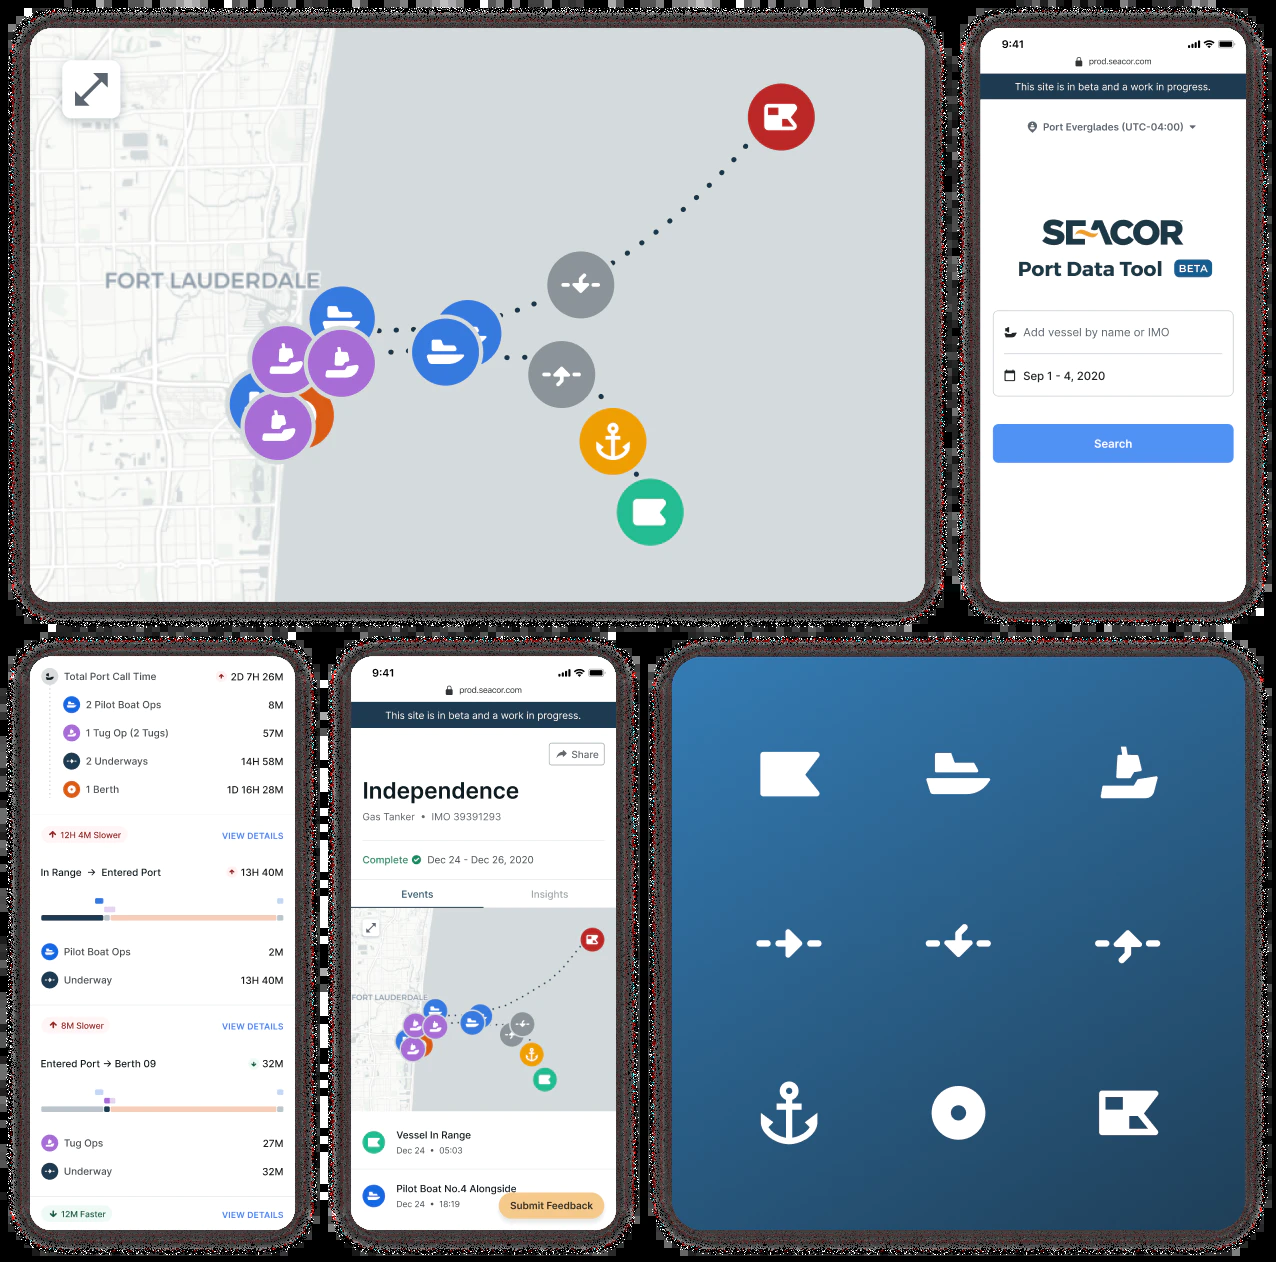 FORT LAUDERDALE
9:41
prod.seacor.com
This site is in beta and a work in progress.
Port Everglades (UTC-04:00)
SEACOR
Port Data Tool BETA
Add vessel by name or IMO
Sep 1 - 4, 2020
Search
Total Port Call Time 2D 7H 26M
2 Pilot Boat Ops 8M
1 Tug Op (2 Tugs) 57M
2 Underways 14H 58M
1 Berth 1D 16H 28M
12H 4M Slower VIEW DETAILS
In Range → Entered Port 13H 40M
Pilot Boat Ops 2M
Underway 13H 40M
8M Slower VIEW DETAILS
Entered Port → Berth 09 32M
Tug Ops 27M
Underway 32M
12M Faster VIEW DETAILS
9:41
prod.seacor.com
This site is in beta and a work in progress.
Share
Independence
Gas Tanker • IMO 39391293
Complete Dec 24 - Dec 26, 2020
Events Insights
FORT LAUDERDALE
Vessel In Range
Dec 24 • 05:03
Pilot Boat No.4 Alongside
Dec 24 • 18:19
Submit Feedback